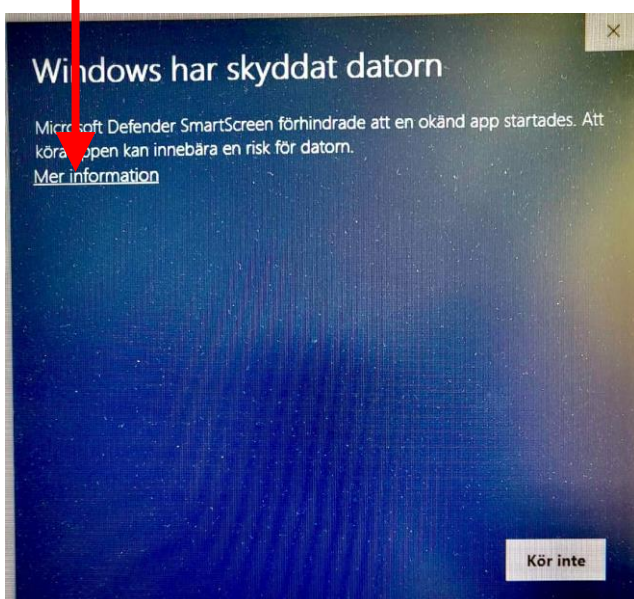 Windows har skyddat datorn
Microsoft Defender SmartScreen förhindrade att en okänd app startades. Att
köra appen kan innebära en risk för datorn.
Mer information
Kör inte